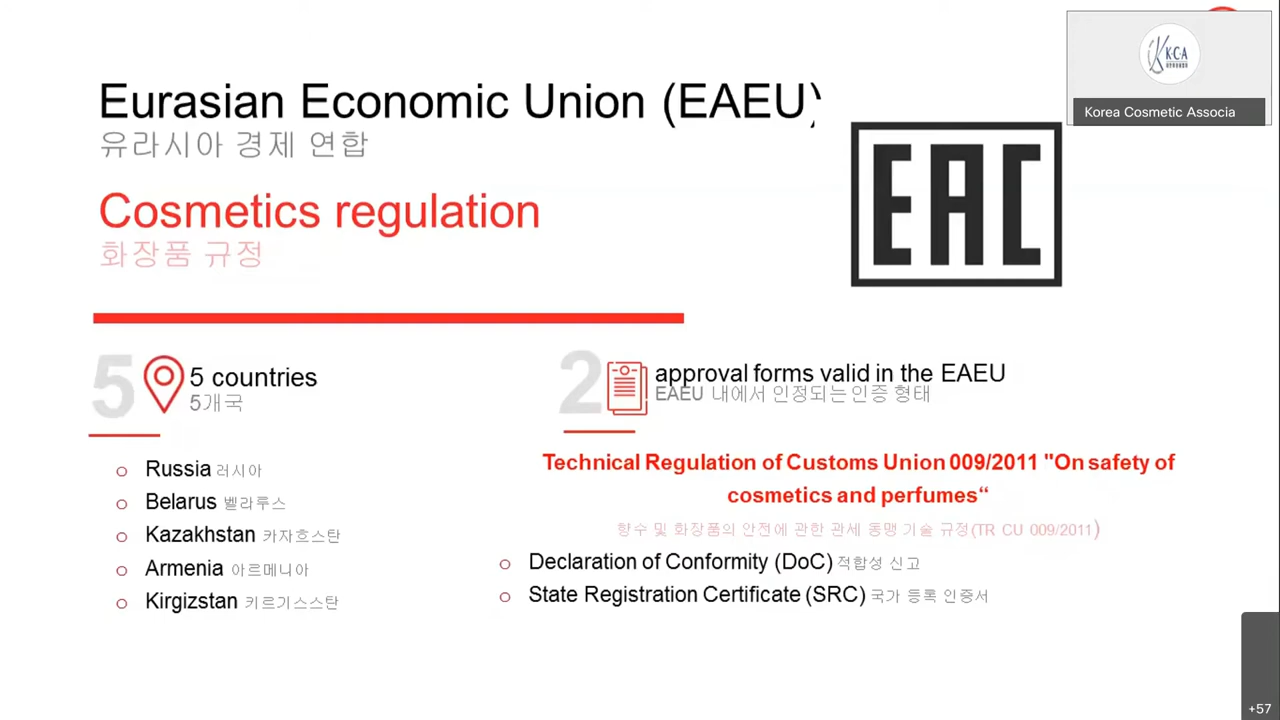 Eurasian Economic Union (EAEU)
유라시아 경제 연합
Cosmetics regulation
화장품 규정
EAC
KCA
Korea Cosmetic Associa
5
5 countries
5개국
Russia 러시아
Belarus 벨라루스
Kazakhstan 카자흐스탄
Armenia 아르메니아
Kirgizstan 키르기스스탄
2
approval forms valid in the EAEU
EAEU 내에서 인정되는 인증 형태
Technical Regulation of Customs Union 009/2011 "On safety of
cosmetics and perfumes“
향수 및 화장품의 안전에 관한 관세 동맹 기술 규정(TR CU 009/2011)
Declaration of Conformity (DoC) 적합성 신고
State Registration Certificate (SRC) 국가 등록 인증서
+57